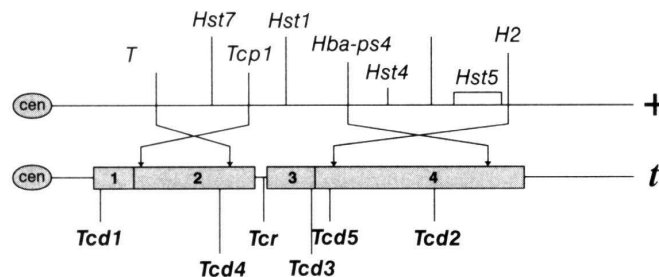 Hst7 Hst1
T Tcp1 Hba-ps4 H2
Hst4 Hst5
cen +
cen 1 2 3 4 t
Tcd1 Tcr Tcd5 Tcd2
Tcd4 Tcd3